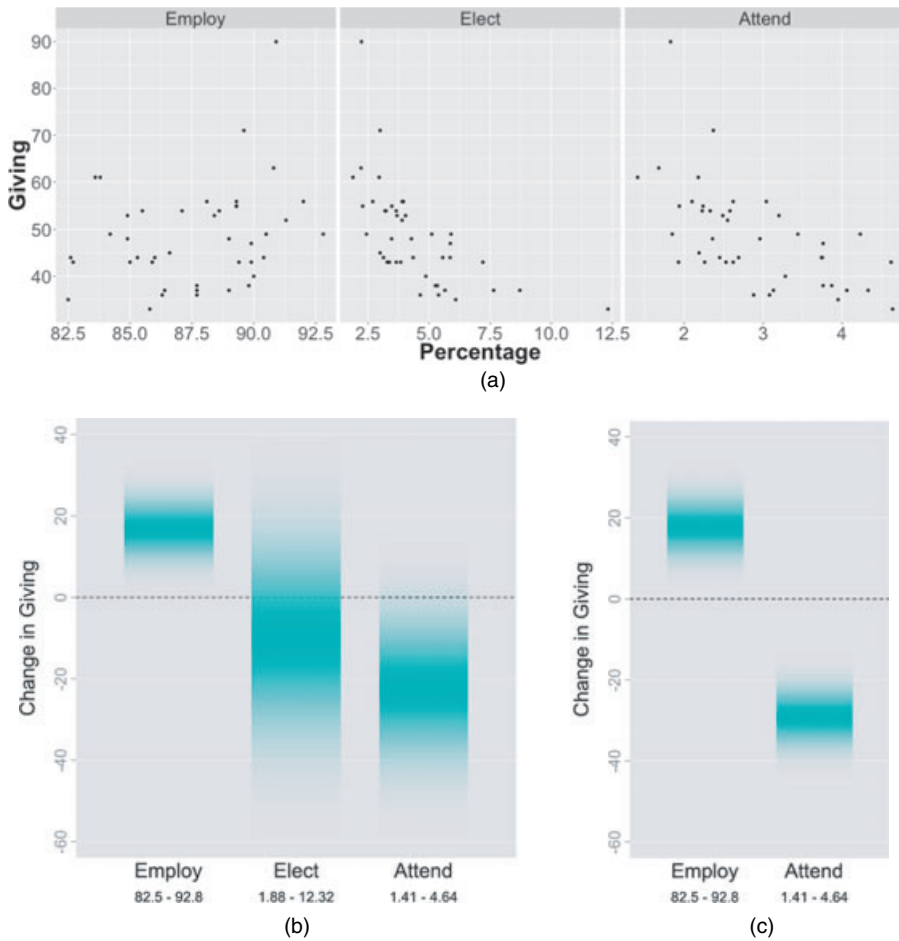 Employ Elect Attend
90
80
70
60
50
40
Giving
82.5 85.0 87.5 90.0 92.5 2.5 5.0 7.5 10.0 12.5 2 3 4
Percentage
(a)
40
20
0
-20
-40
-60
Change in Giving
Employ Elect Attend
82.5 - 92.8 1.88 - 12.32 1.41 - 4.64
(b)
40
20
0
-20
-40
-60
Change in Giving
Employ Attend
82.5 - 92.8 1.41 - 4.64
(c)